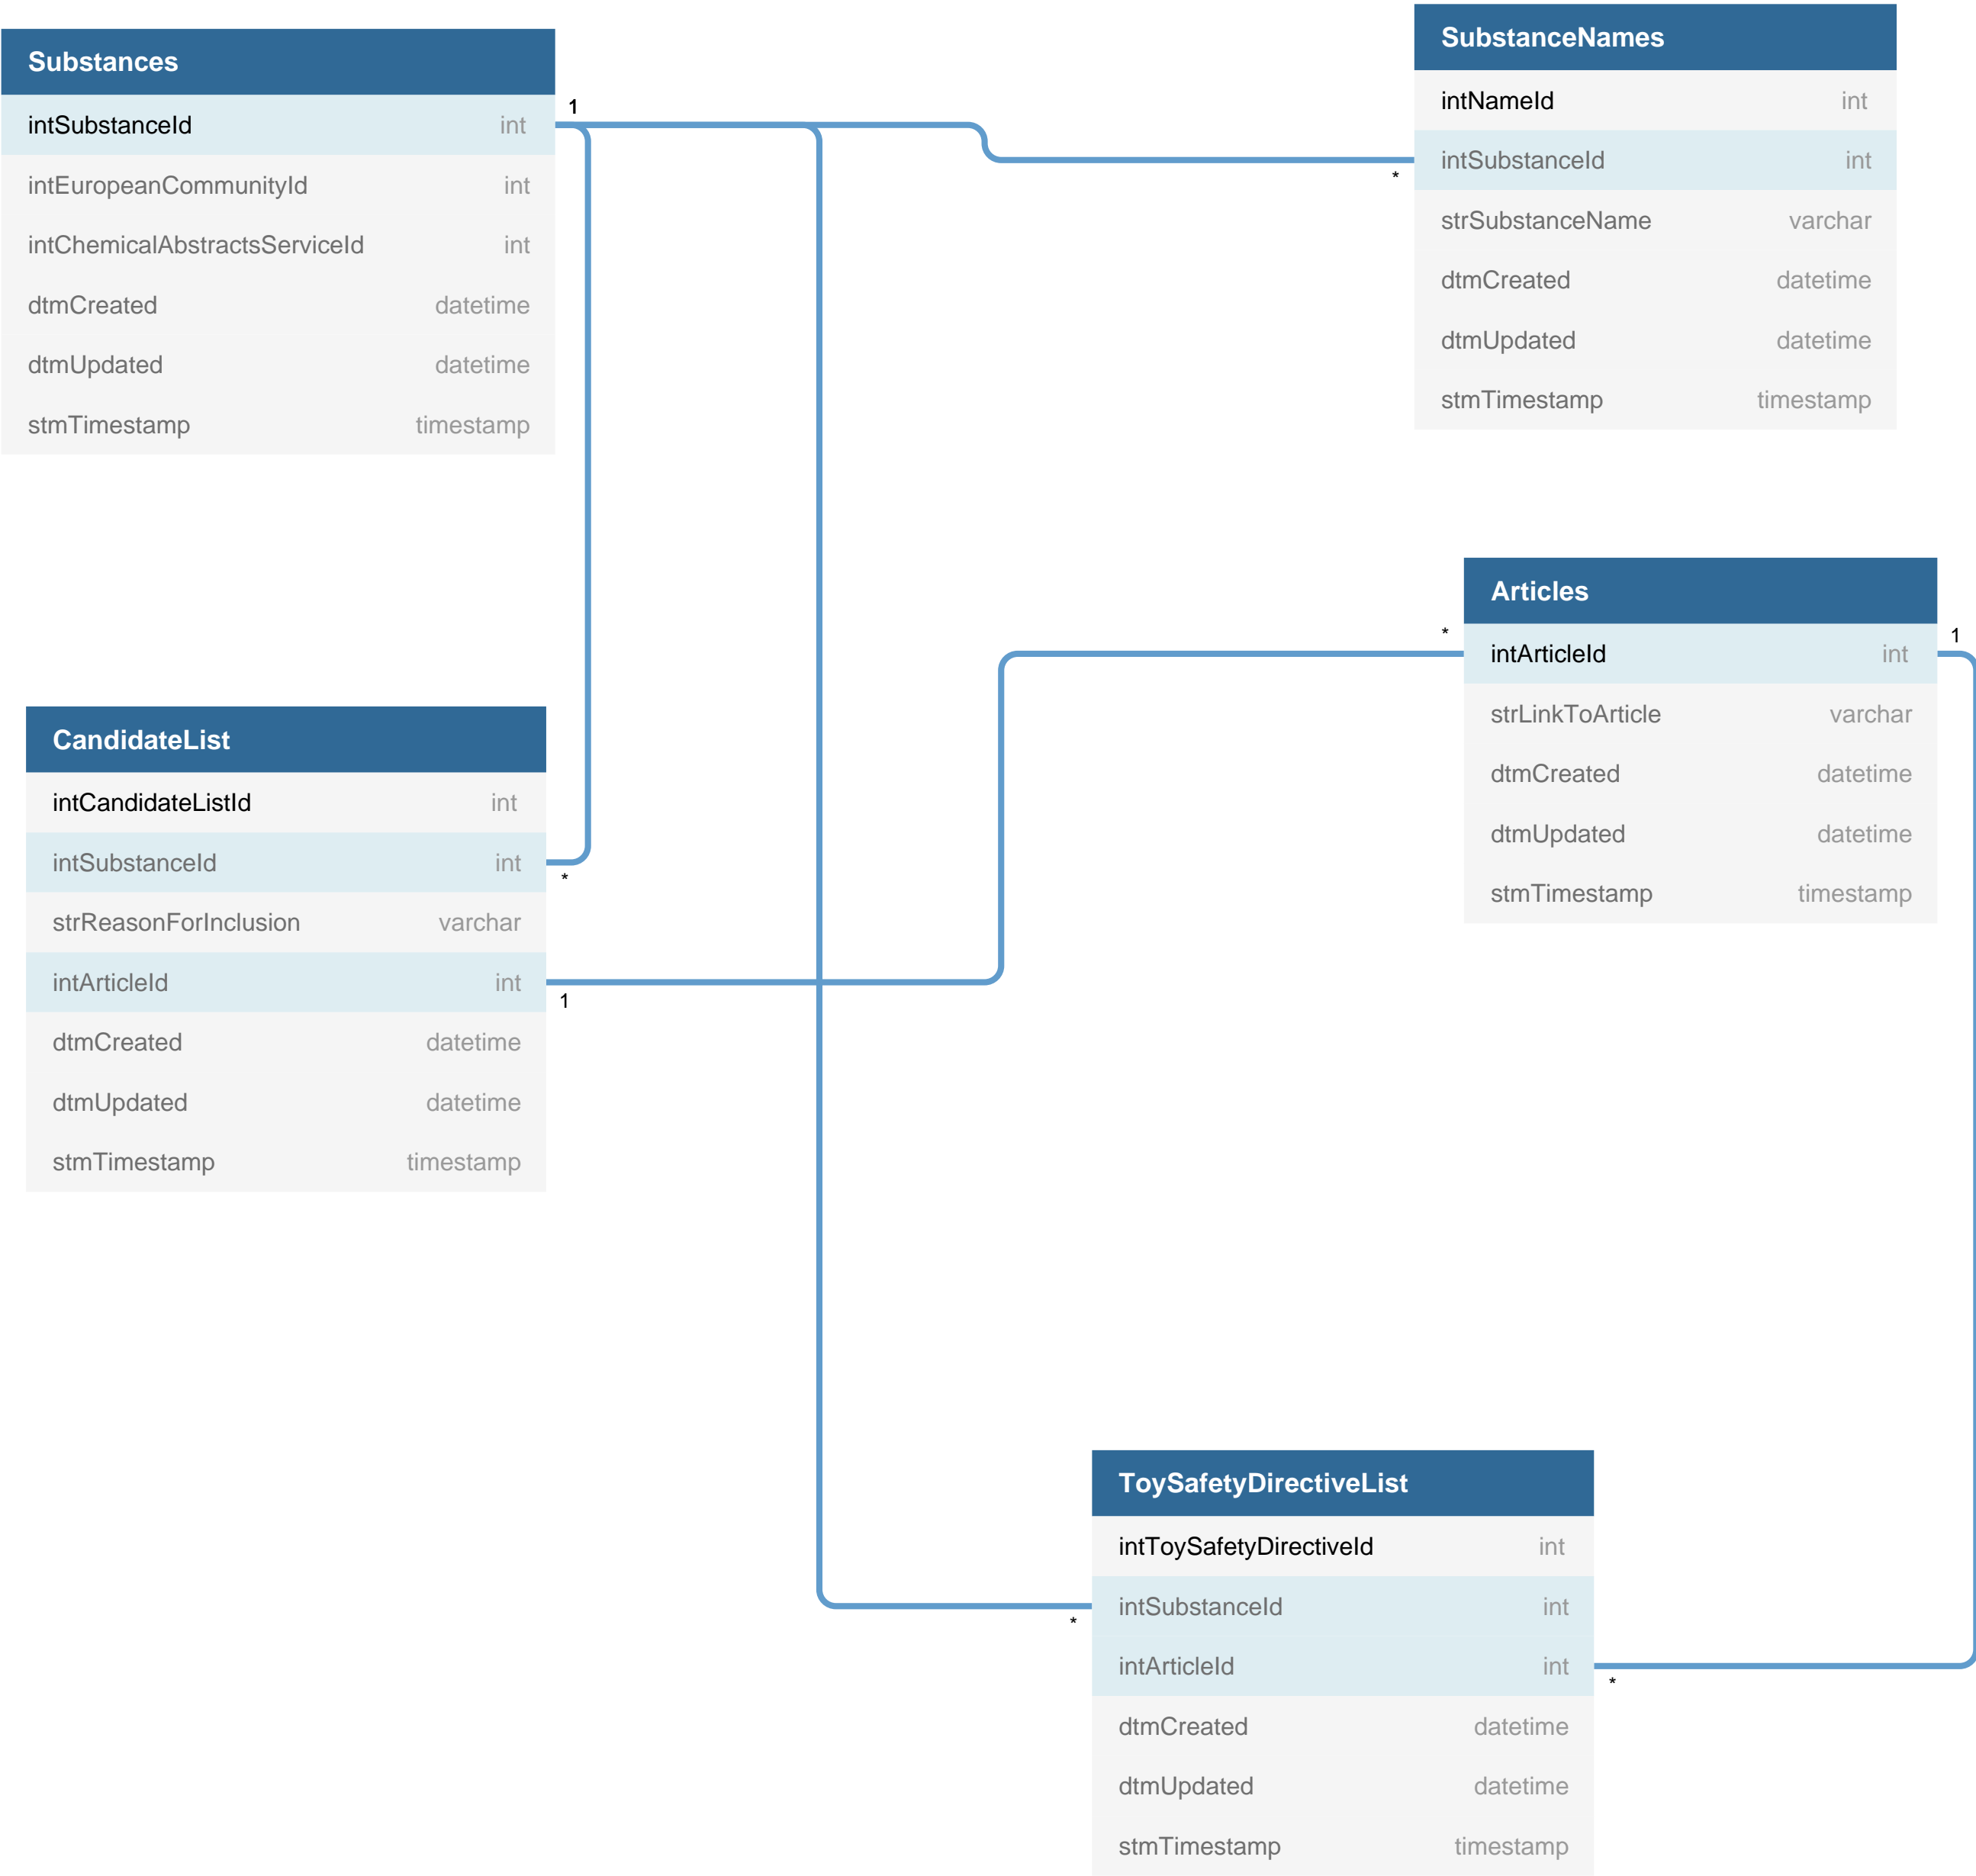 Substances
1
intSubstanceId int
intEuropeanCommunityId int
intChemicalAbstractsServiceId int
dtmCreated datetime
dtmUpdated datetime
stmTimestamp timestamp
SubstanceNames
intNameId int
*
intSubstanceId int
strSubstanceName varchar
dtmCreated datetime
dtmUpdated datetime
stmTimestamp timestamp
Articles
*
1
intArticleId int
strLinkToArticle varchar
dtmCreated datetime
dtmUpdated datetime
stmTimestamp timestamp
CandidateList
intCandidateListId int
intSubstanceId int
*
strReasonForInclusion varchar
intArticleId int
1
dtmCreated datetime
dtmUpdated datetime
stmTimestamp timestamp
ToySafetyDirectiveList
intToySafetyDirectiveId int
intSubstanceId int
*
intArticleId int
*
dtmCreated datetime
dtmUpdated datetime
stmTimestamp timestamp